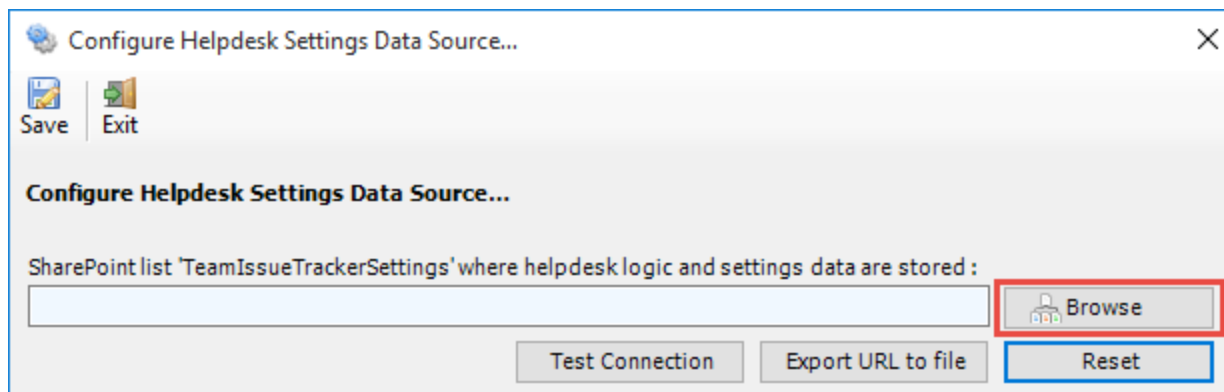 Configure Helpdesk Settings Data Source...
Save Exit
Configure Helpdesk Settings Data Source...
SharePoint list 'TeamIssueTrackerSettings' where helpdesk logic and settings data are stored :
Browse
Test Connection Export URL to file Reset